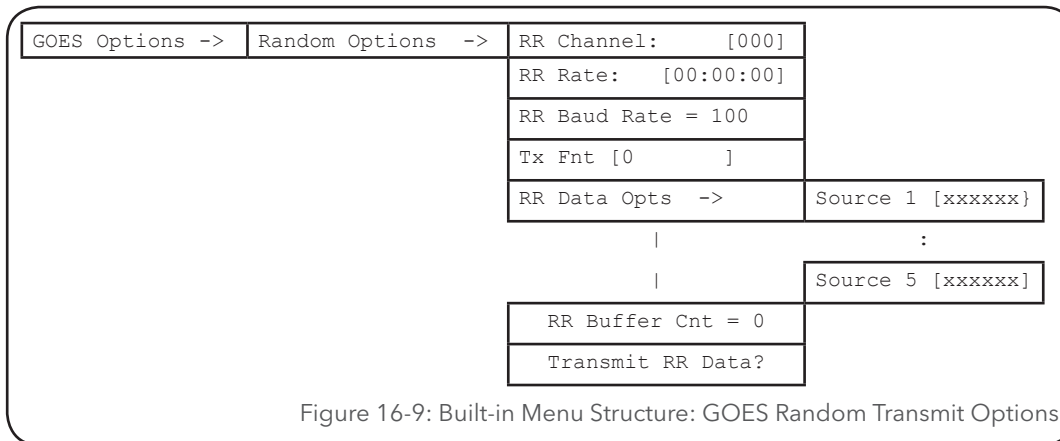 GOES Options -> Random Options -> RR Channel: [000]
RR Rate: [00:00:00]
RR Baud Rate = 100
Tx Fnt [0 ]
RR Data Opts -> Source 1 [xxxxxx}
| :
| Source 5 [xxxxxx]
RR Buffer Cnt = 0
Transmit RR Data?
Figure 16-9: Built-in Menu Structure: GOES Random Transmit Options